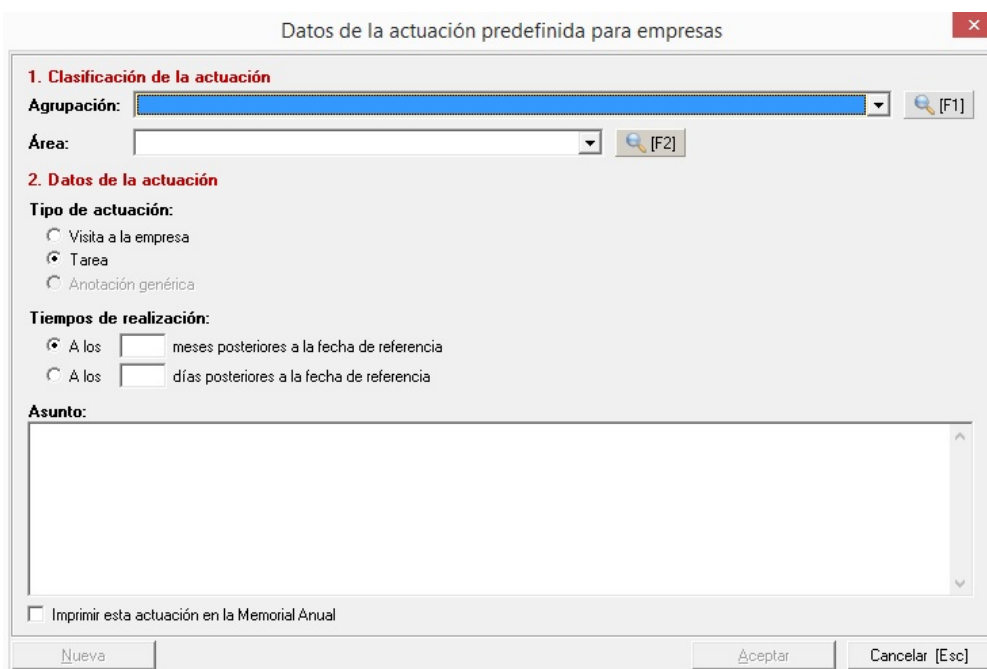 Datos de la actuación predefinida para empresas
1. Clasificación de la actuación
Agrupación: [F1]
Área: [F2]
2. Datos de la actuación
Tipo de actuación:
Visita a la empresa
Tarea
Anotación genérica
Tiempos de realización:
A los meses posteriores a la fecha de referencia
A los días posteriores a la fecha de referencia
Asunto:
Imprimir esta actuación en la Memorial Anual
Nueva Aceptar Cancelar [Esc]